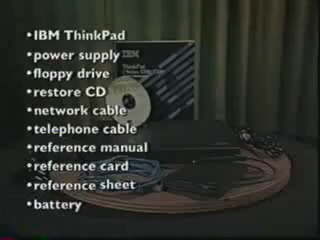 •IBM ThinkPad
•power supply
•floppy drive
•restore CD
•network cable
•telephone cable
•reference manual
•reference card
•reference sheet
•battery
IBM
ThinkPad